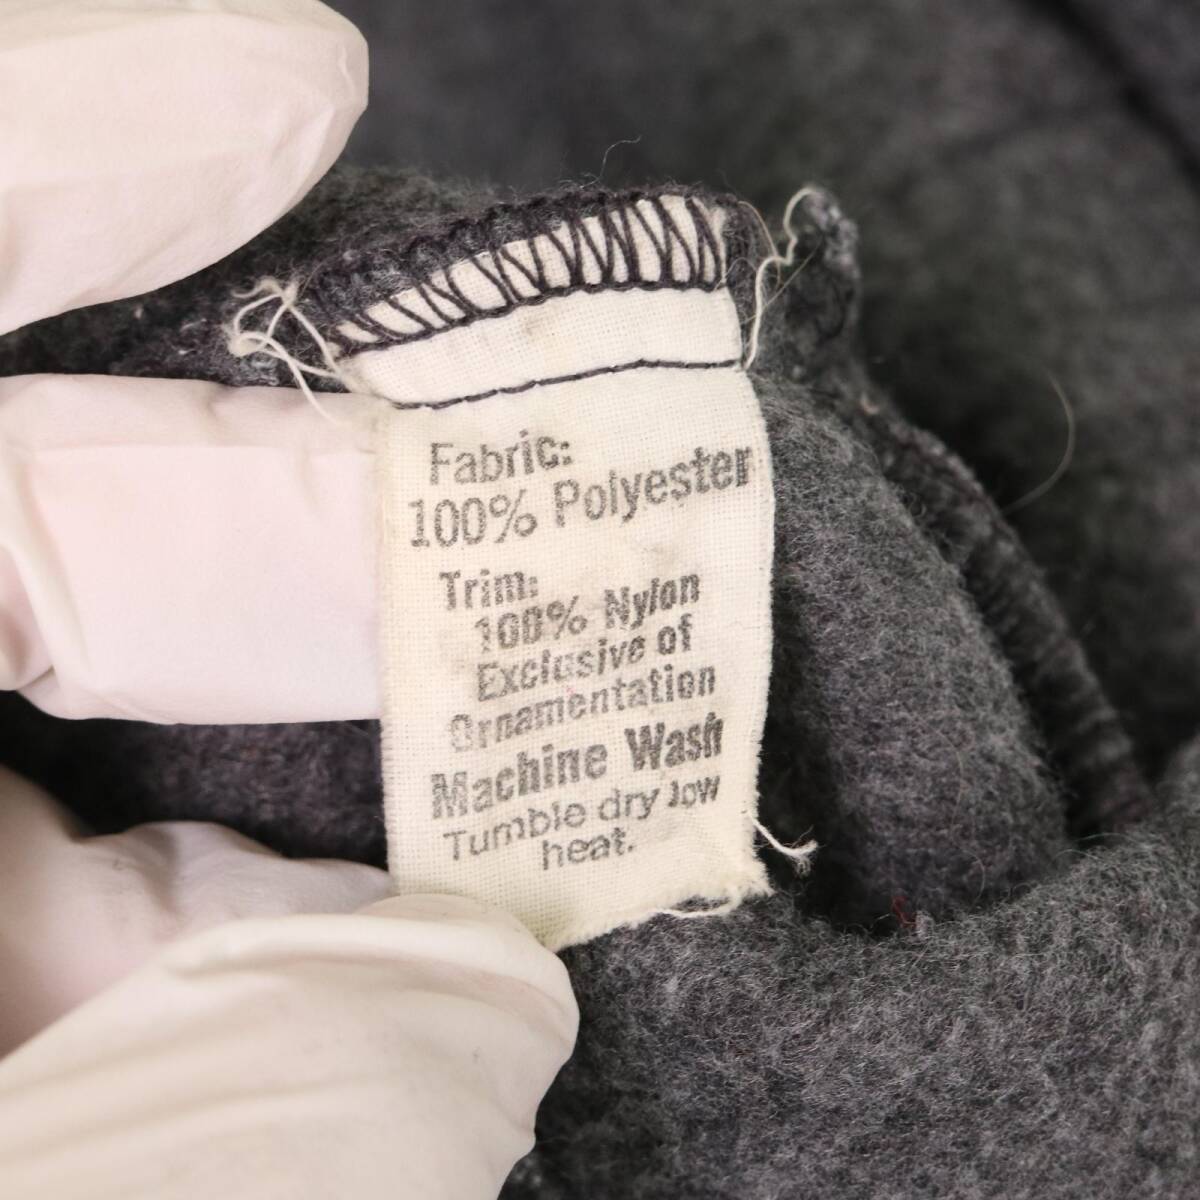 Fabric:
100% Polyester
Trim:
100% Nylon
Exclusive of
Ornamentation
Machine Wash
Tumble dry low
heat.